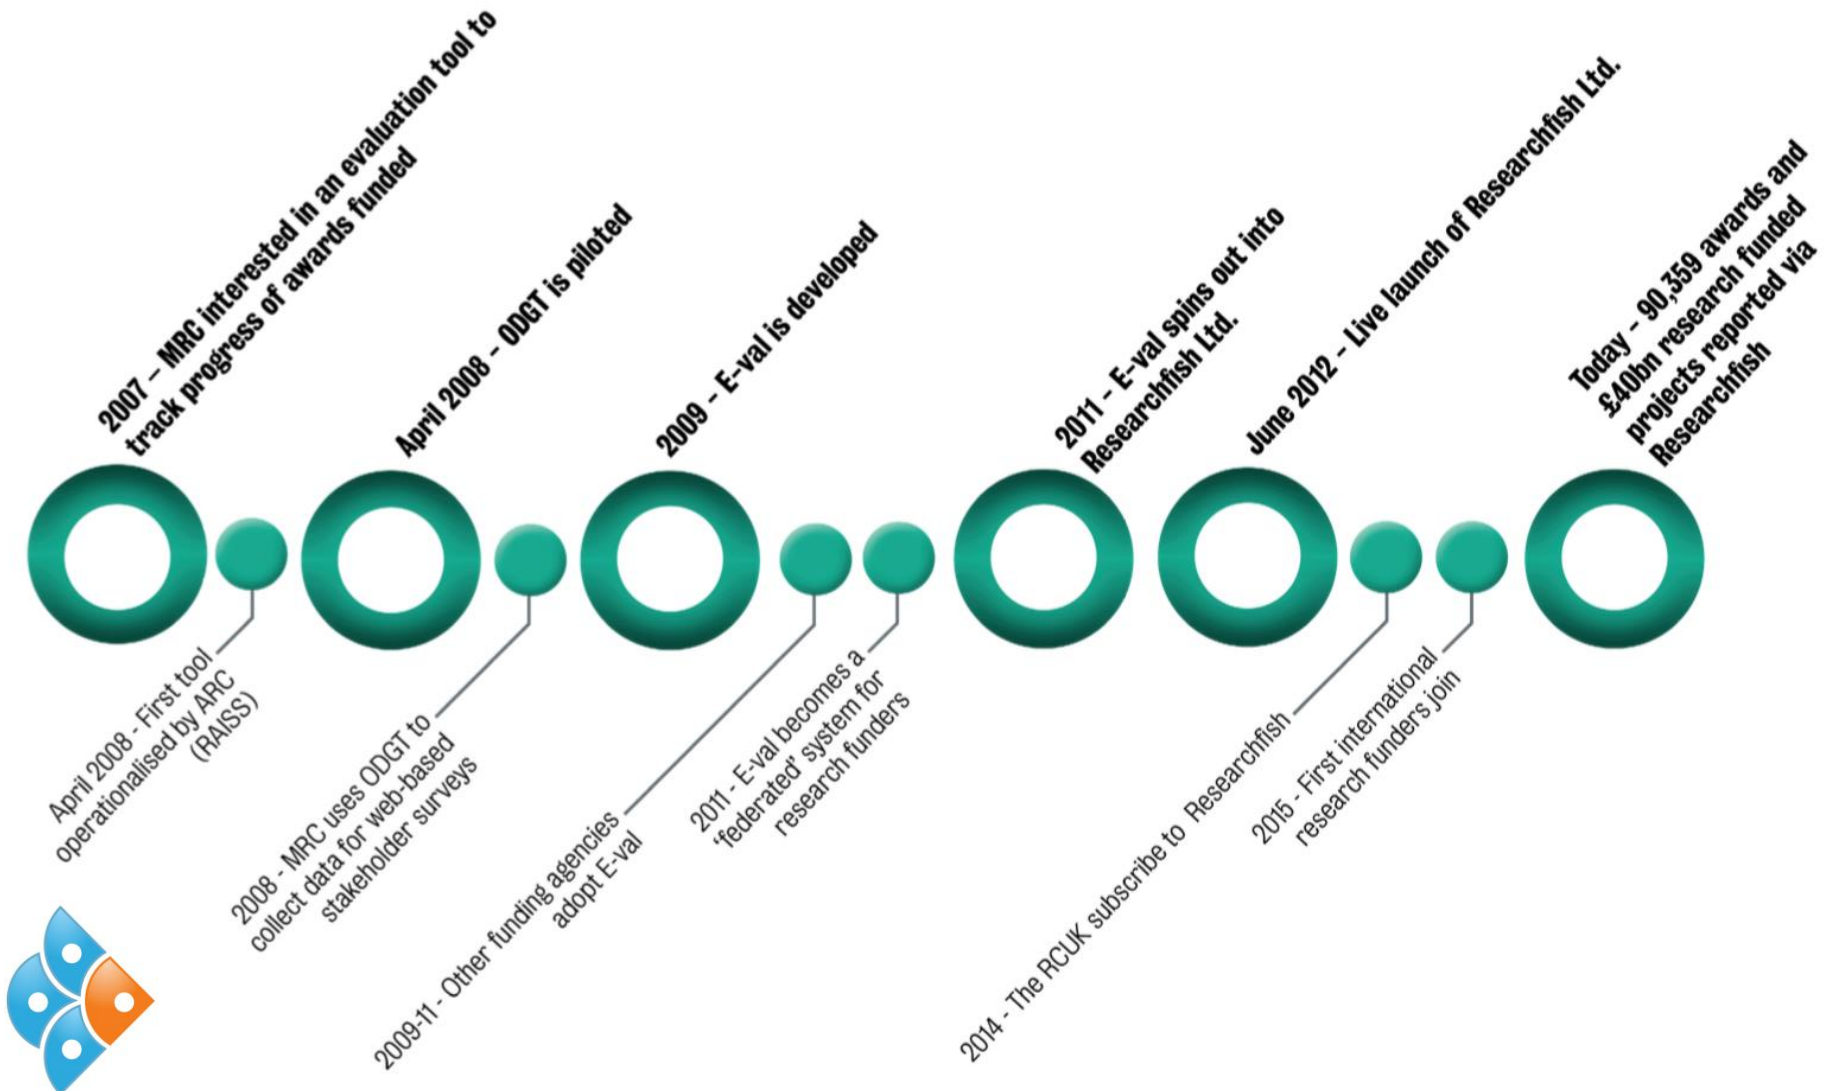 2007 – MRC interested in an evaluation tool to
track progress of awards funded
April 2008 - First tool
operationalised by ARC
(RAISS)
April 2008 – ODGT is piloted
2008 - MRC uses ODGT to
collect data for web-based
stakeholder surveys
2009 – E-val is developed
2009-11 - Other funding agencies
adopt E-val
2011 - E-val becomes a
‘federated’ system for
research funders
2011 – E-val spins out into
Researchfish Ltd.
June 2012 – Live launch of Researchfish Ltd.
2014 - The RCUK subscribe to Researchfish
2015 - First international
research funders join
Today – 90,359 awards and
£40bn research funded
projects reported via
Researchfish